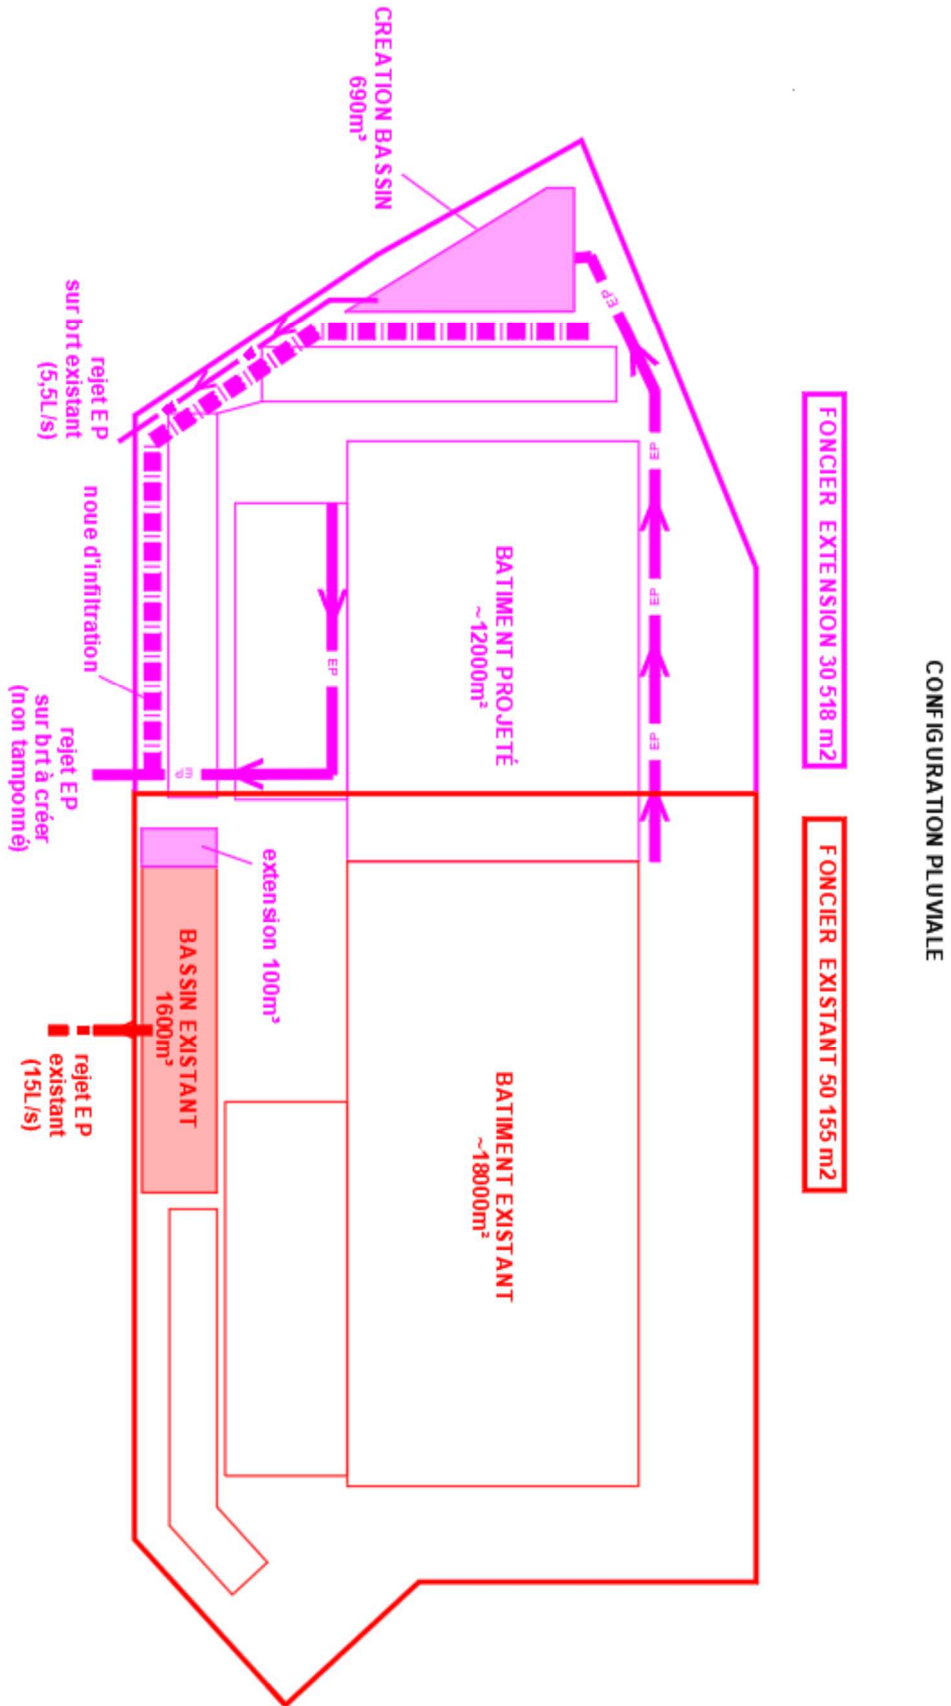 CONFIGURATION PLUVIALE
FONCIER EXTENSION 30 518 m2
FONCIER EXISTANT 50 155 m2
CREATION BASSIN
690m³
EP
EP
EP
EP
BATIMENT PROJETÉ
~12000m²
BATIMENT EXISTANT
~18000m²
EP
EP
extension 100m³
BASSIN EXISTANT
1600m³
rejet EP
sur brt existant
(5,5L/s)
noue d'infiltration
rejet EP
sur brt à créer
(non tamponné)
rejet EP
existant
(15L/s)